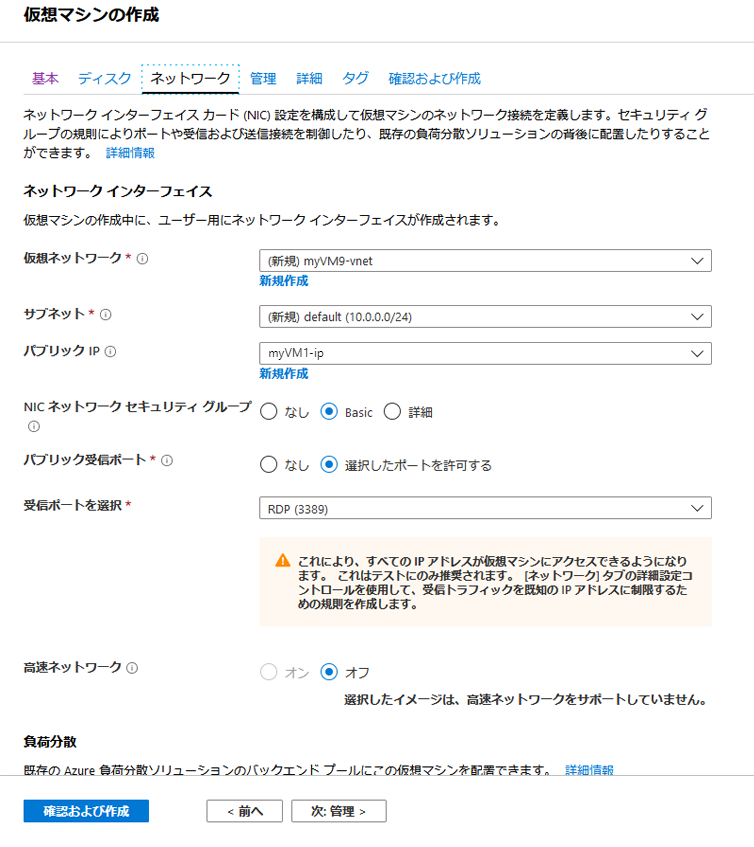 仮想マシンの作成
基本 ディスク ネットワーク 管理 詳細 タグ 確認および作成
ネットワーク インターフェイス カード (NIC) 設定を構成して仮想マシンのネットワーク接続を定義します。セキュリティ グ
ループの規則によりポートや受信および送信接続を制御したり、既存の負荷分散ソリューションの背後に配置したりすること
ができます。 詳細情報
ネットワーク インターフェイス
仮想マシンの作成中に、ユーザー用にネットワーク インターフェイスが作成されます。
仮想ネットワーク *
(新規) myVM9-vnet
新規作成
サブネット *
(新規) default (10.0.0.0/24)
パブリック IP
myVM1-ip
新規作成
NIC ネットワーク セキュリティ グループ
なし Basic 詳細
パブリック受信ポート *
なし 選択したポートを許可する
受信ポートを選択 *
RDP (3389)
これにより、すべての IP アドレスが仮想マシンにアクセスできるようになり
ます。 これはテストにのみ推奨されます。 [ネットワーク] タブの詳細設定コ
ントロールを使用して、受信トラフィックを既知の IP アドレスに制限するた
めの規則を作成します。
高速ネットワーク
オン オフ
選択したイメージは、高速ネットワークをサポートしていません。
負荷分散
既存の Azure 負荷分散ソリューションのバックエンド プールにこの仮想マシンを配置できます。 詳細情報
確認および作成 < 前へ 次: 管理 >